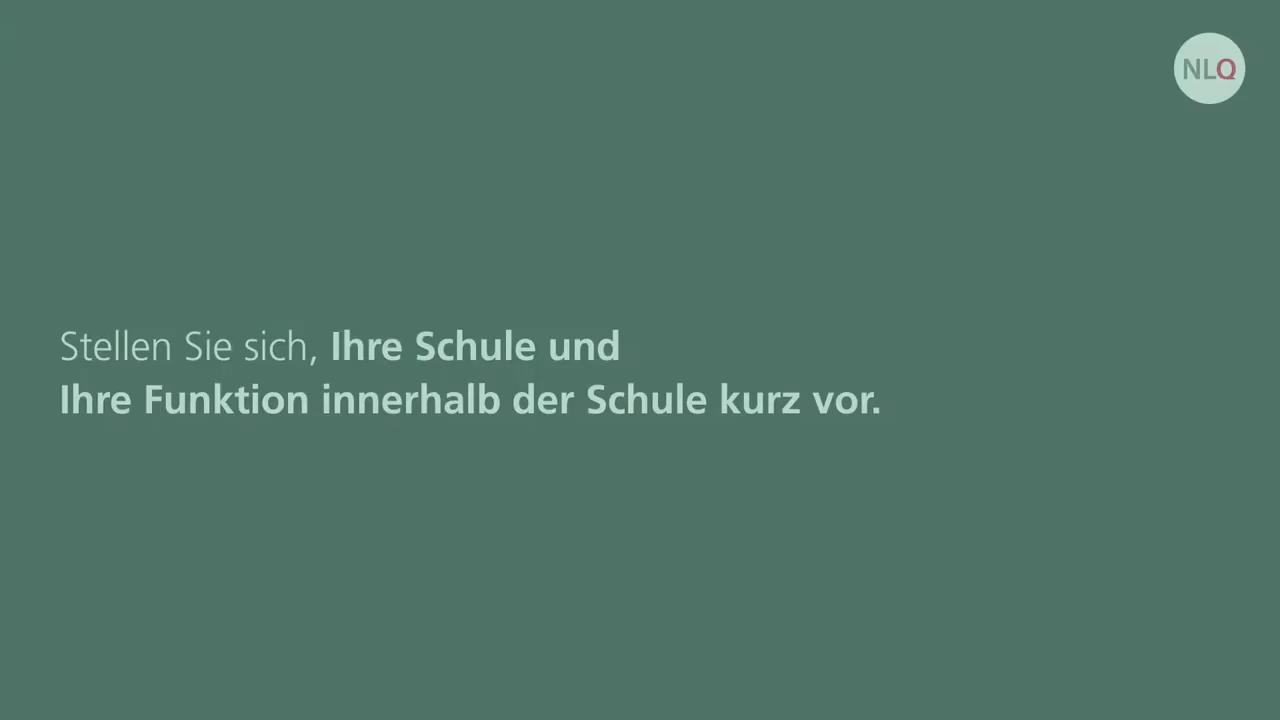 NLQ
Stellen Sie sich, Ihre Schule und
Ihre Funktion innerhalb der Schule kurz vor.